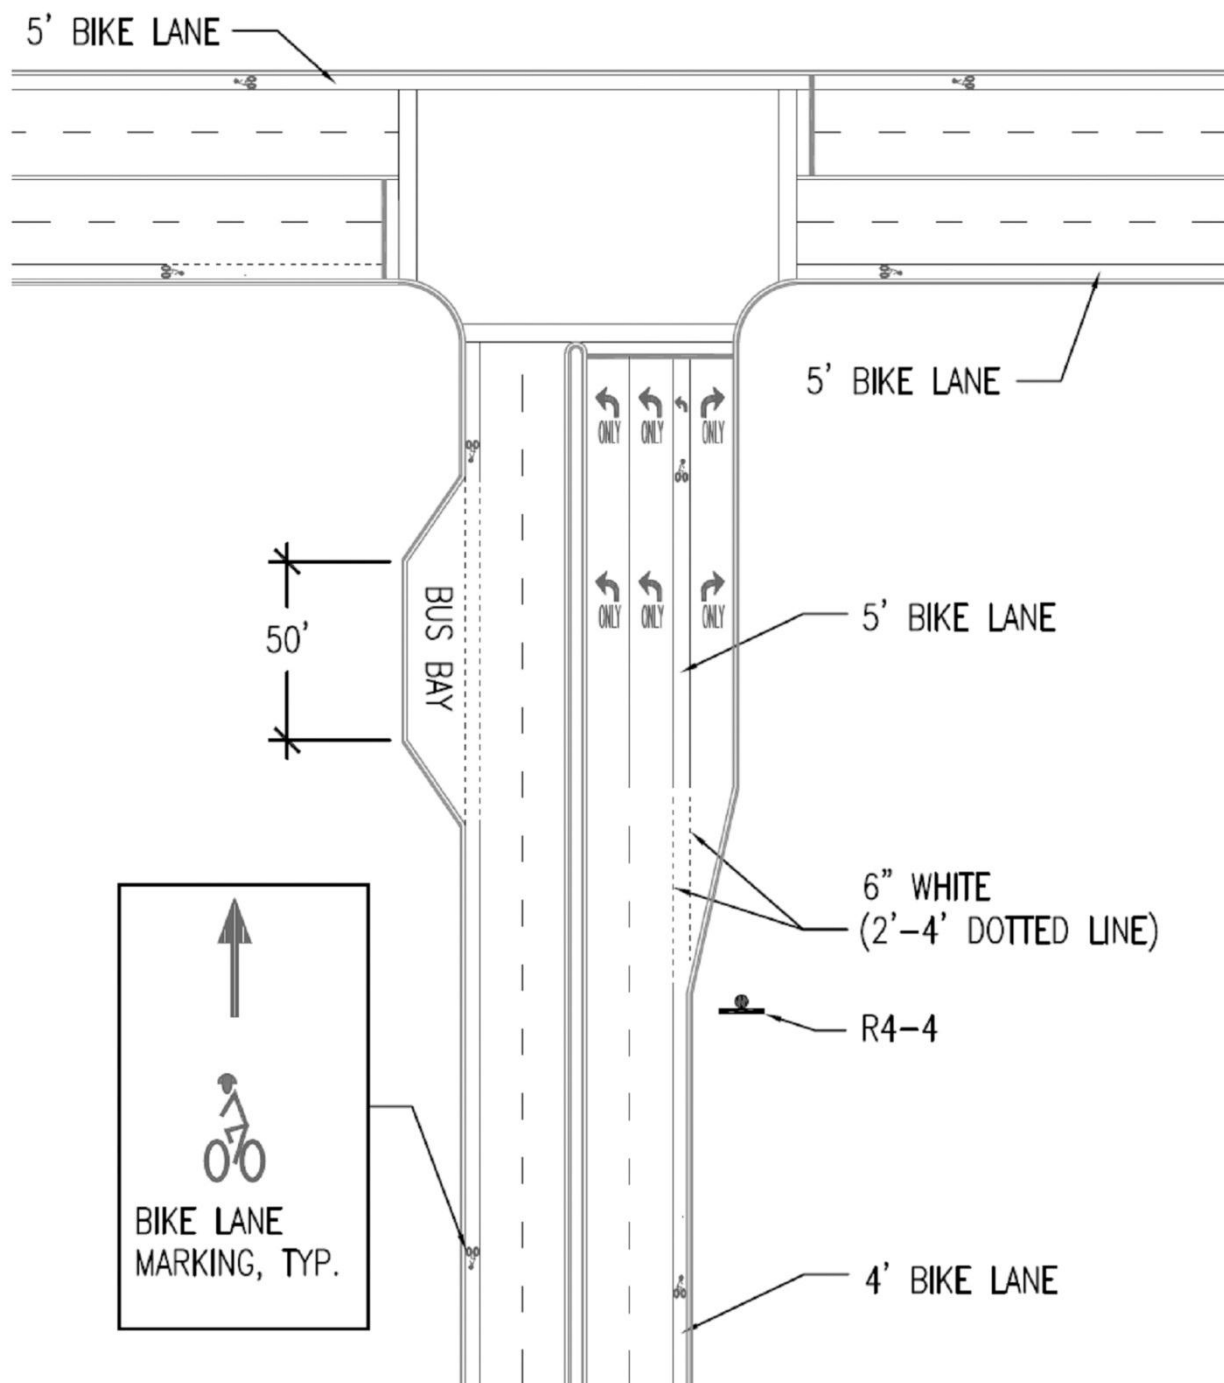 5' BIKE LANE
5' BIKE LANE
ONLY ONLY ONLY
50'
BUS BAY
ONLY ONLY ONLY
5' BIKE LANE
6" WHITE
(2'-4' DOTTED LINE)
R4-4
BIKE LANE
MARKING, TYP.
4' BIKE LANE